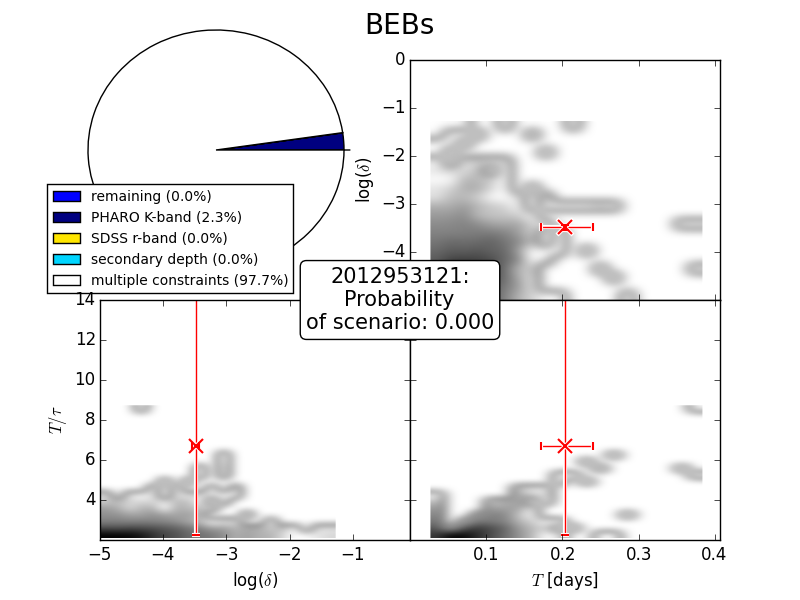 BEBs
remaining (0.0%)
PHARO K-band (2.3%)
SDSS r-band (0.0%)
secondary depth (0.0%)
multiple constraints (97.7%)
0
−1
−2
−3
−4
log(δ)
2012953121:
Probability
of scenario: 0.000
14
12
10
8
6
4
T/τ
−5 −4 −3 −2 −1
log(δ)
0.1 0.2 0.3 0.4
T [days]